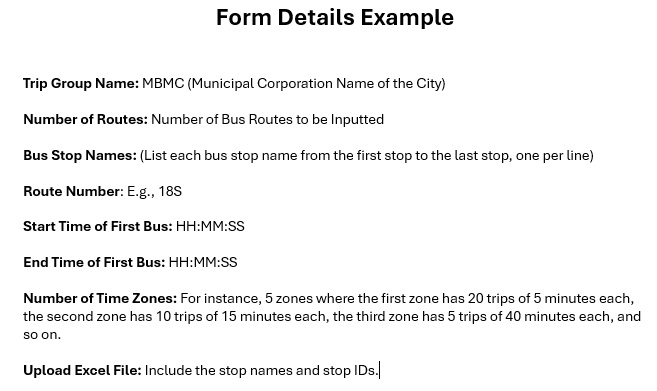 Form Details Example
Trip Group Name: MBMC (Municipal Corporation Name of the City)
Number of Routes: Number of Bus Routes to be Inputted
Bus Stop Names: (List each bus stop name from the first stop to the last stop, one per line)
Route Number: E.g., 18S
Start Time of First Bus: HH:MM:SS
End Time of First Bus: HH:MM:SS
Number of Time Zones: For instance, 5 zones where the first zone has 20 trips of 5 minutes each,
the second zone has 10 trips of 15 minutes each, the third zone has 5 trips of 40 minutes each, and
so on.
Upload Excel File: Include the stop names and stop IDs.